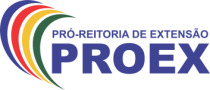 PRÓ-REITORIA DE EXTENSÃO
PROEX